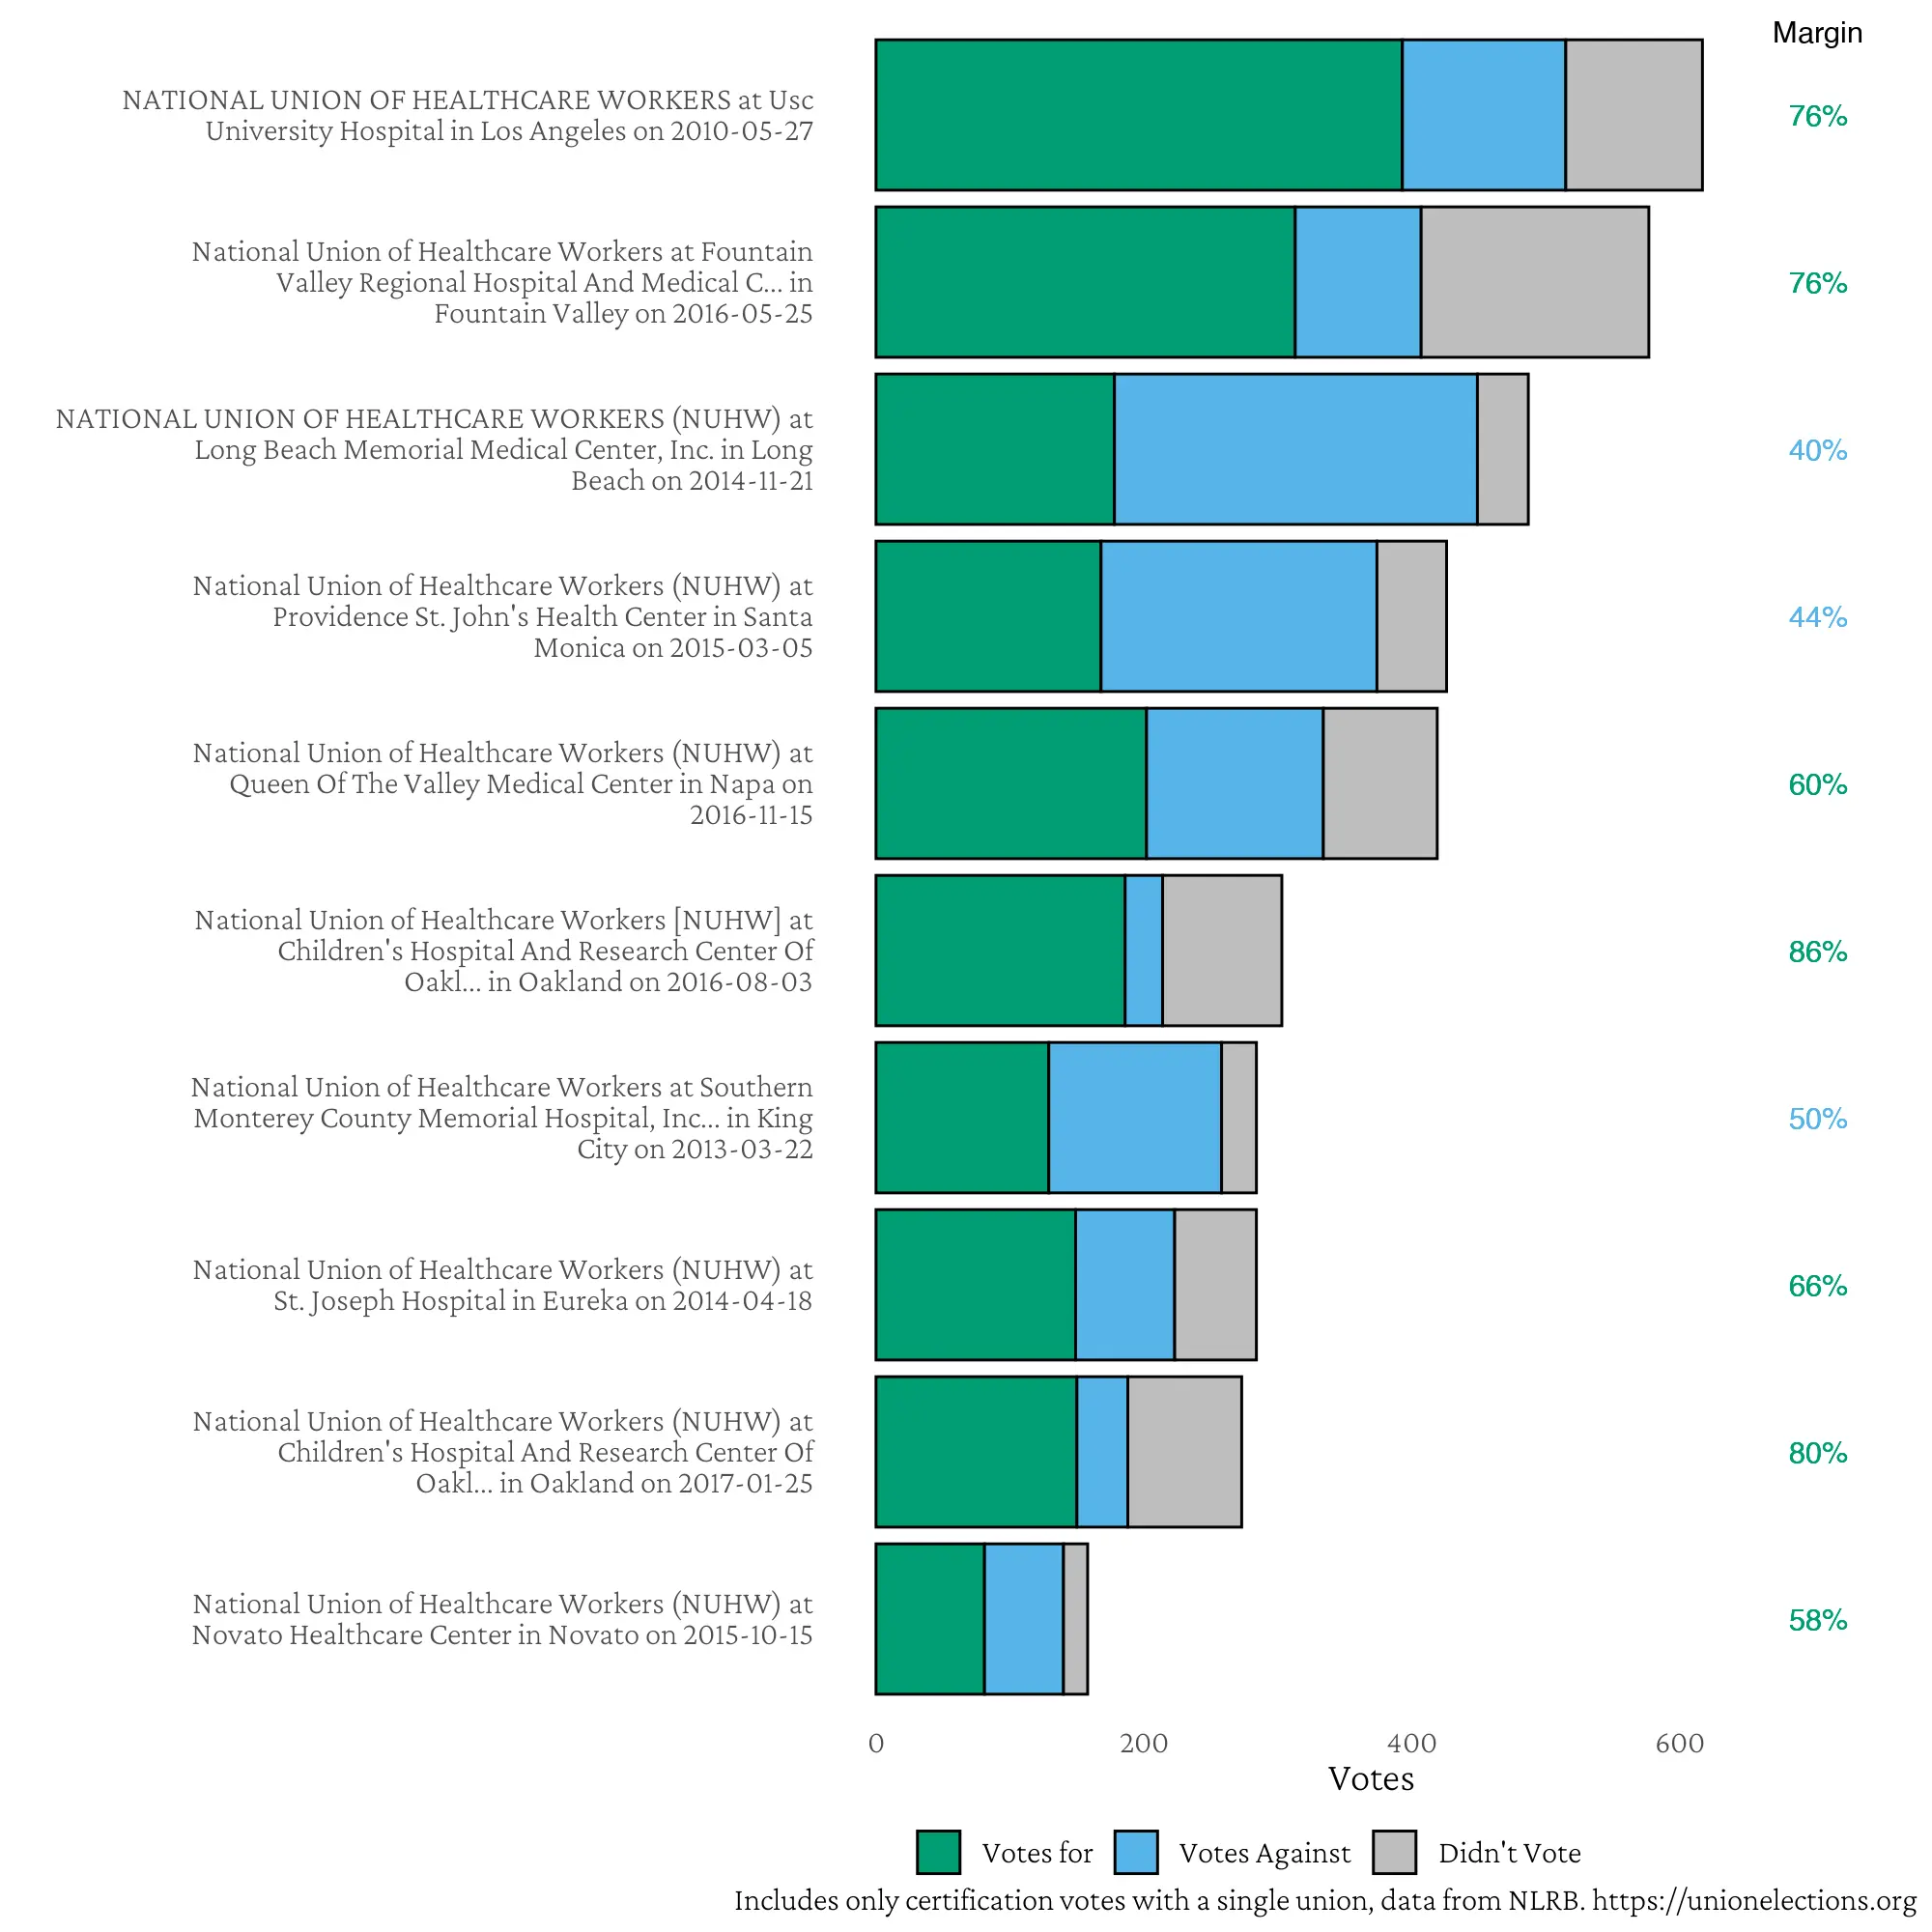 Margin
NATIONAL UNION OF HEALTHCARE WORKERS at Usc
University Hospital in Los Angeles on 2010-05-27
76%
National Union of Healthcare Workers at Fountain
Valley Regional Hospital And Medical C... in
Fountain Valley on 2016-05-25
76%
NATIONAL UNION OF HEALTHCARE WORKERS (NUHW) at
Long Beach Memorial Medical Center, Inc. in Long
Beach on 2014-11-21
40%
National Union of Healthcare Workers (NUHW) at
Providence St. John's Health Center in Santa
Monica on 2015-03-05
44%
National Union of Healthcare Workers (NUHW) at
Queen Of The Valley Medical Center in Napa on
2016-11-15
60%
National Union of Healthcare Workers [NUHW] at
Children's Hospital And Research Center Of
Oakl... in Oakland on 2016-08-03
86%
National Union of Healthcare Workers at Southern
Monterey County Memorial Hospital, Inc... in King
City on 2013-03-22
50%
National Union of Healthcare Workers (NUHW) at
St. Joseph Hospital in Eureka on 2014-04-18
66%
National Union of Healthcare Workers (NUHW) at
Children's Hospital And Research Center Of
Oakl... in Oakland on 2017-01-25
80%
National Union of Healthcare Workers (NUHW) at
Novato Healthcare Center in Novato on 2015-10-15
58%
0 200 400 600
Votes
Votes for Votes Against Didn't Vote
Includes only certification votes with a single union, data from NLRB. https://unionelections.org